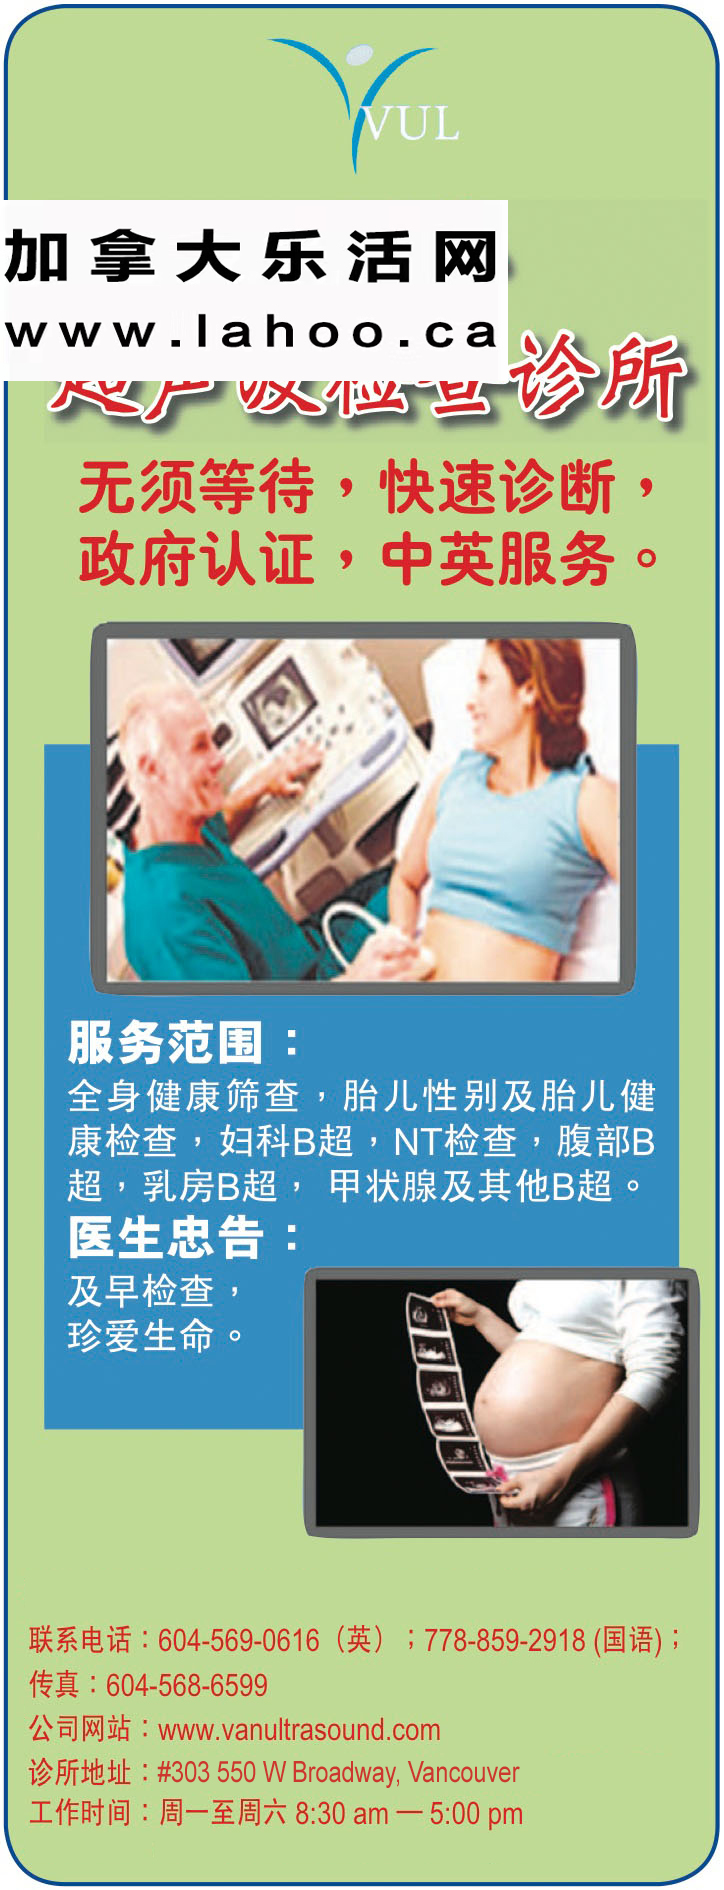 VUL
加拿大乐活网
www.lahoo.ca
超声波检查诊所
无须等待，快速诊断，
政府认证，中英服务。
服务范围：
全身健康筛查，胎儿性别及胎儿健
康检查，妇科B超，NT检查，腹部B
超，乳房B超， 甲状腺及其他B超。
医生忠告：
及早检查，
珍爱生命。
联系电话：604-569-0616（英）；778-859-2918 (国语)；
传真：604-568-6599
公司网站：www.vanultrasound.com
诊所地址：#303 550 W Broadway, Vancouver
工作时间：周一至周六 8:30 am — 5:00 pm